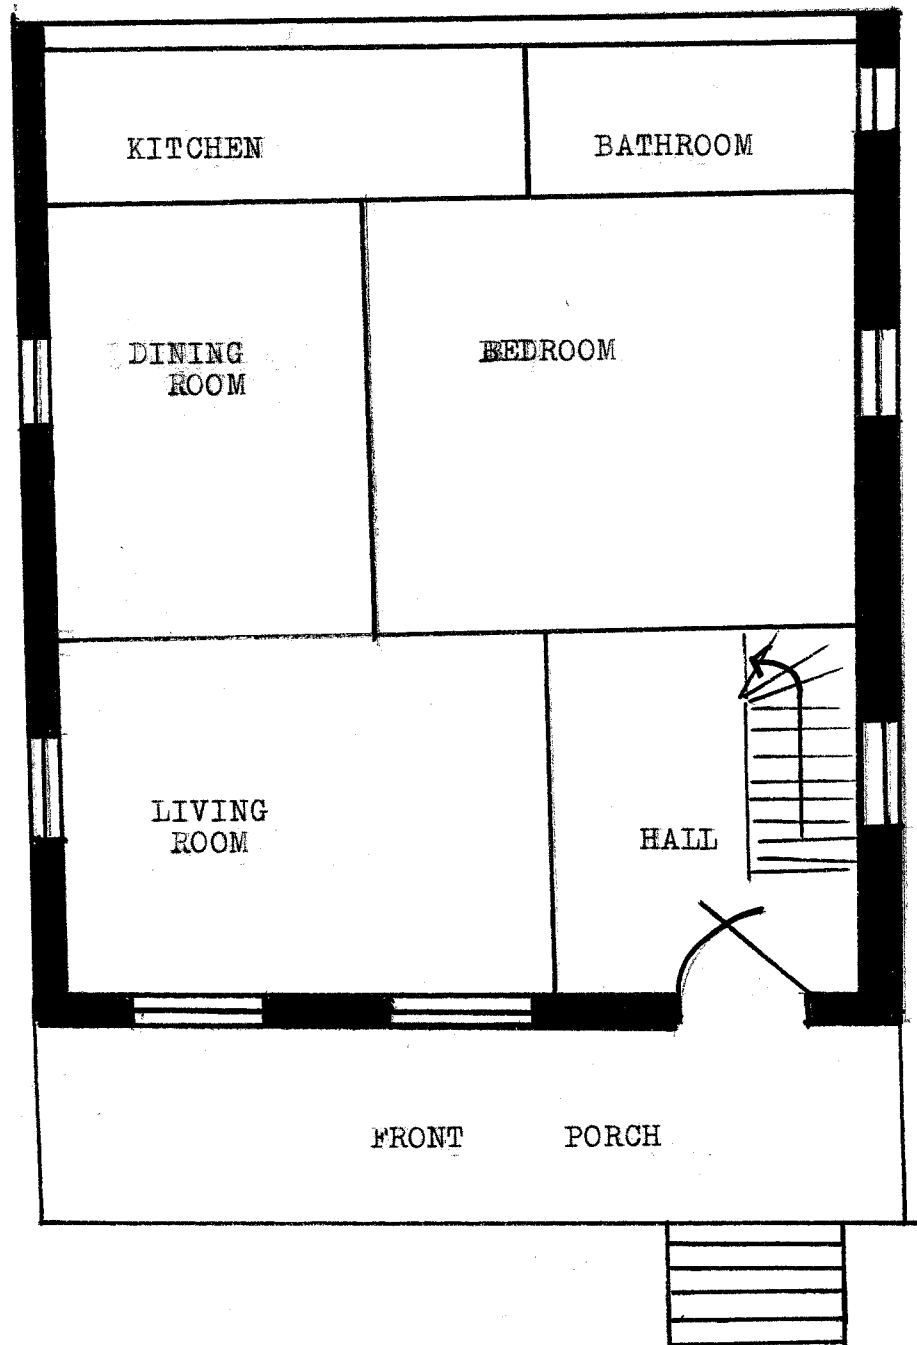 KITCHEN
BATHROOM
DINING
ROOM
BEDROOM
LIVING
ROOM
HALL
FRONT PORCH